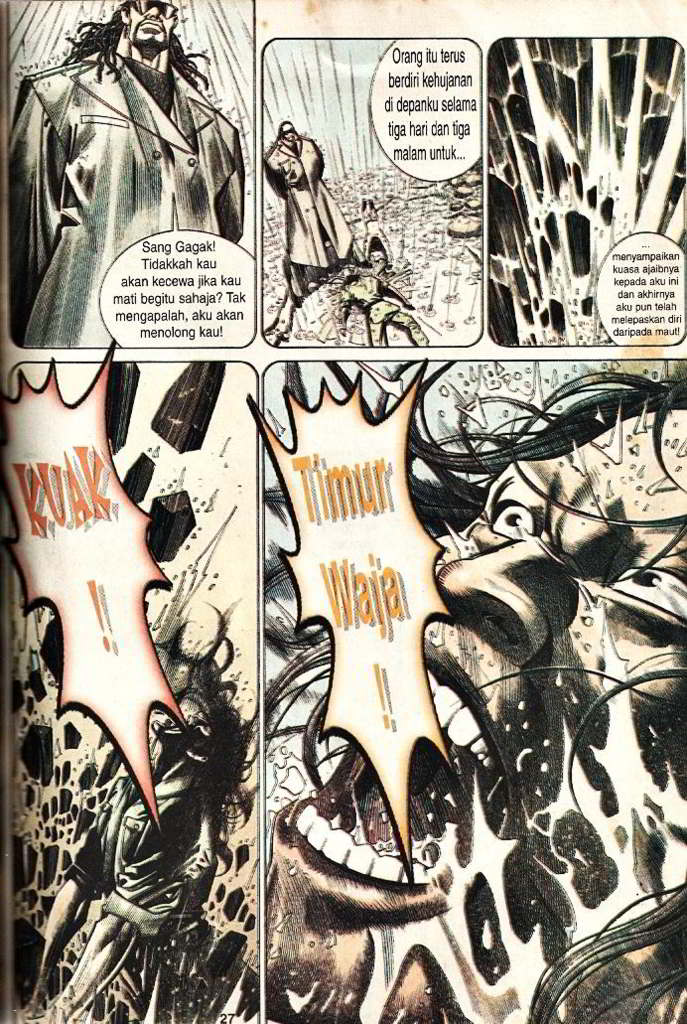 Sang Gagak!
Tidakkah kau
akan kecewa jika kau
mati begitu sahaja? Tak
mengapalah, aku akan
menolong kau!
Orang itu terus
berdiri kehujanan
di depanku selama
tiga hari dan tiga
malam untuk...
...
menyampaikan
kuasa ajaibnya
kepada aku ini
dan akhirnya
aku pun telah
melepaskan diri
daripada maut!
KUAK
!
Timur
Waja
!
27